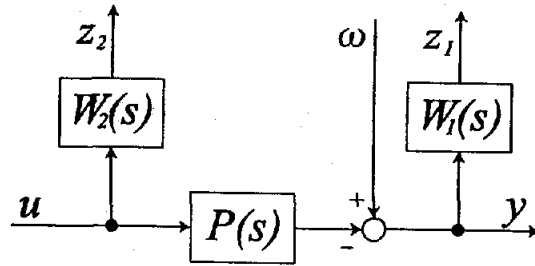 z₂ ω z₁
W₂(s) W₁(s)
+
u P(s) - y